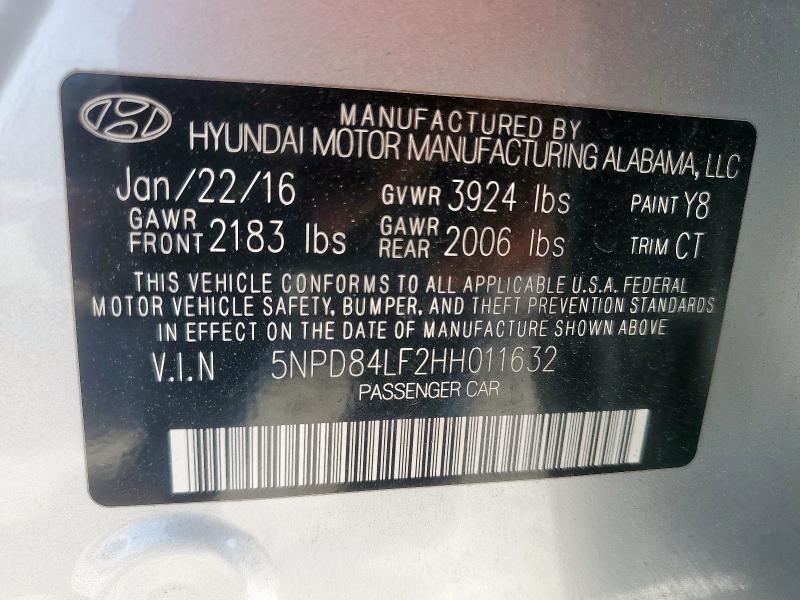 MANUFACTURED BY
HYUNDAI MOTOR MANUFACTURING ALABAMA, LLC
Jan/22/16 GVWR 3924 lbs PAINT Y8
GAWR FRONT 2183 lbs GAWR REAR 2006 lbs TRIM CT
THIS VEHICLE CONFORMS TO ALL APPLICABLE U.S.A. FEDERAL
MOTOR VEHICLE SAFETY, BUMPER, AND THEFT PREVENTION STANDARDS
IN EFFECT ON THE DATE OF MANUFACTURE SHOWN ABOVE
V.I.N 5NPD84LF2HH011632
PASSENGER CAR